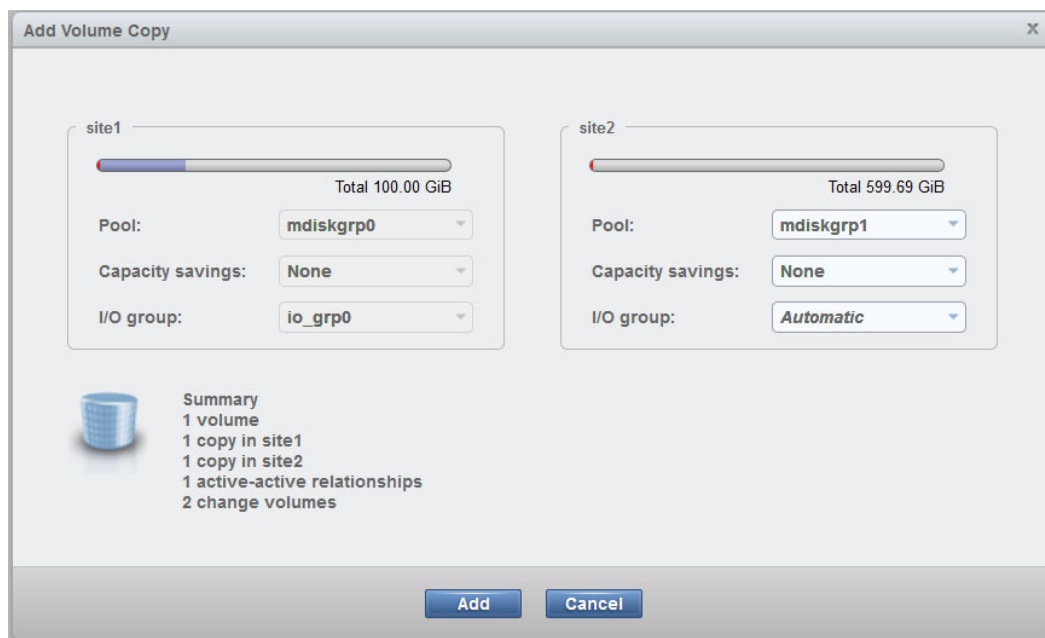 Add Volume Copy
x
site1
Total 100.00 GiB
Pool: mdiskgrp0
Capacity savings: None
I/O group: io_grp0
site2
Total 599.69 GiB
Pool: mdiskgrp1
Capacity savings: None
I/O group: Automatic
Summary
1 volume
1 copy in site1
1 copy in site2
1 active-active relationships
2 change volumes
Add Cancel